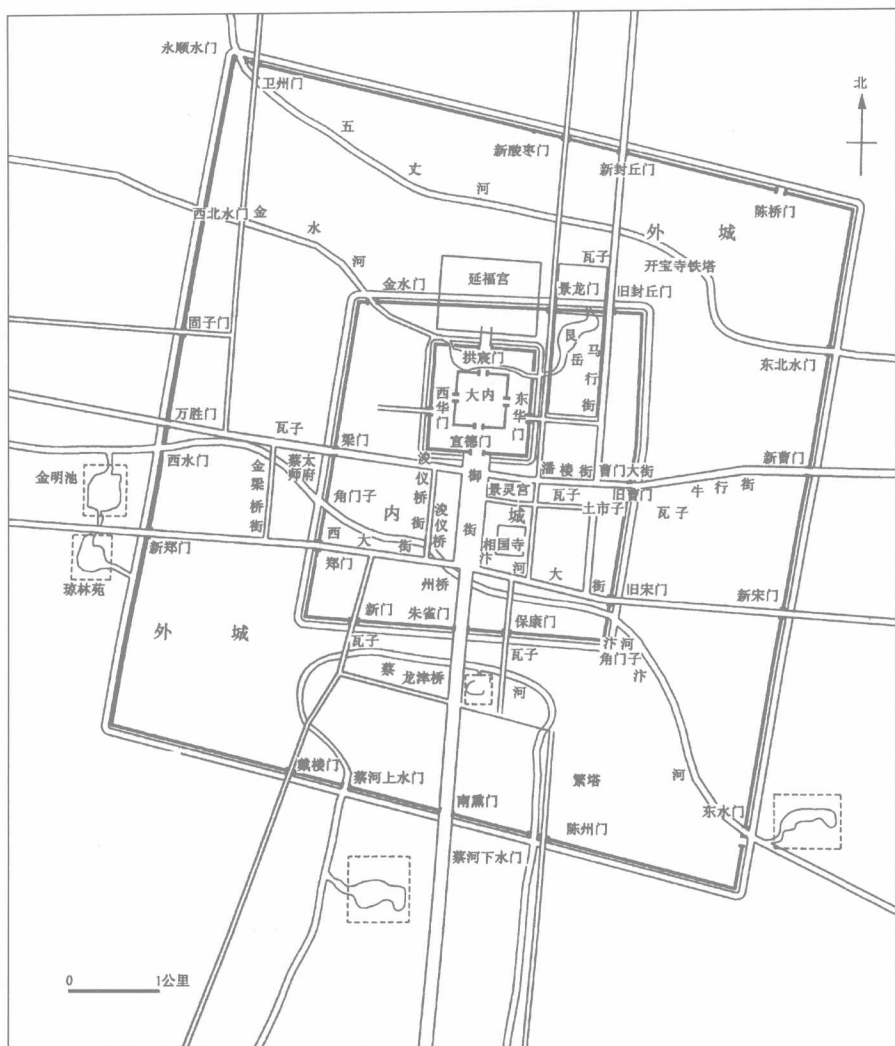 永顺水门
卫州门
北
五丈河
新酸枣门
新封丘门
陈桥门
西北水门
金水河
外城
瓦子
开宝寺铁塔
延福宫
金水门
景龙门
旧封丘门
固子门
艮岳
马行街
东北水门
拱宸门
西华门
大内
东华门
宣德门
万胜门
瓦子
梁门
西水门
金梁桥街
蔡太师府
浚仪桥街
御街
潘楼街
曹门大街
新曹门
金明池
角门子
景灵宫
瓦子
旧曹门
牛行街
土市子
瓦子
内城
浚仪桥
相国寺
新郑门
西大街
汴河大街
郑门
州桥
旧宋门
新宋门
琼林苑
新门
朱雀门
保康门
汴河
角门子
外城
瓦子
瓦子
蔡河
龙津桥
汴河
戴楼门
蔡河上水门
繁塔
南熏门
东水门
陈州门
蔡河下水门
0 1公里